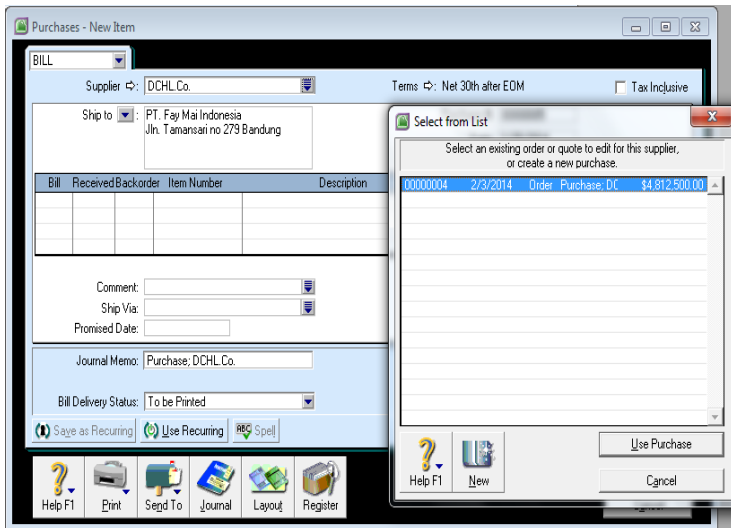 Purchases - New Item
BILL
Supplier ⇨: DCHL.Co.
Terms ⇨: Net 30th after EOM
Tax Inclusive
Ship to : PT. Fay Mai Indonesia
Jln. Tamansari no 279 Bandung
Bill Received Backorder Item Number Description
Comment:
Ship Via:
Promised Date:
Journal Memo: Purchase; DCHL.Co.
Bill Delivery Status: To be Printed
Save as Recurring Use Recurring ABC Spell
Help F1 Print Send To Journal Layout Register
Select from List
Select an existing order or quote to edit for this supplier,
or create a new purchase.
00000004 2/3/2014 Order Purchase; DC $4,812,500.00
Use Purchase
Help F1 New Cancel